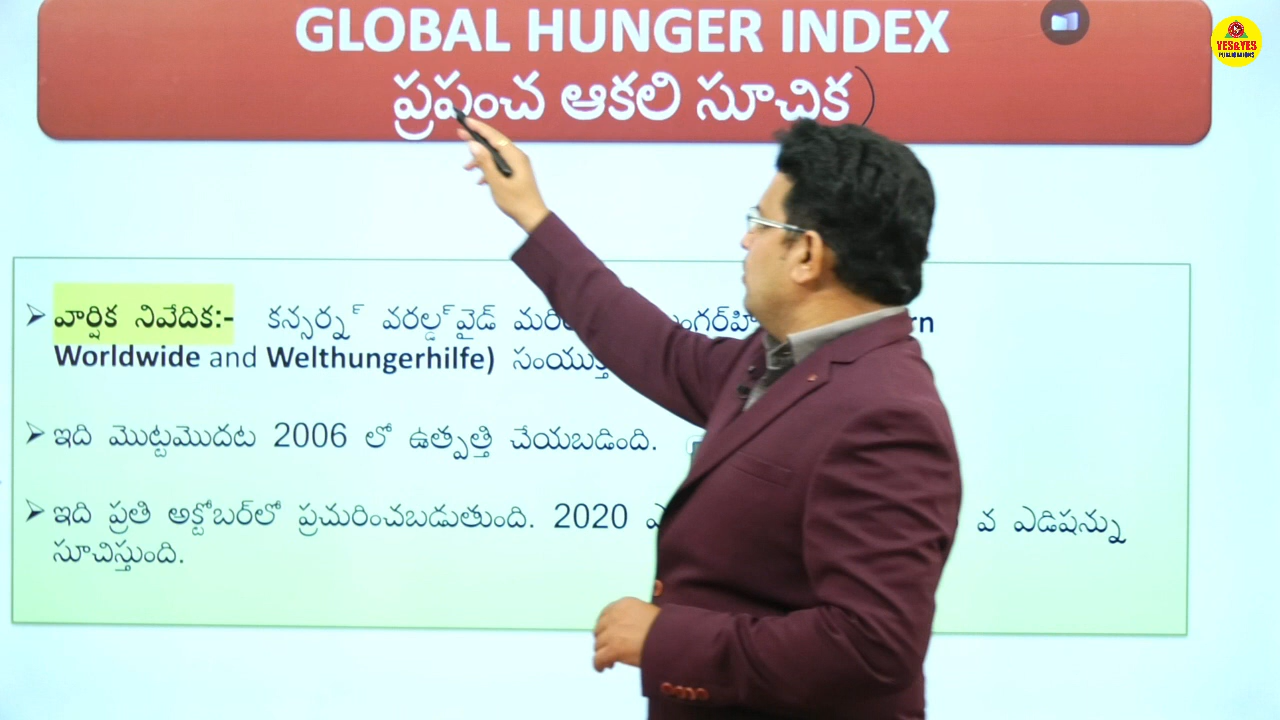 GLOBAL HUNGER INDEX
ప్రపంచ ఆకలి సూచిక)
YES&YES
PUBLICATIONS
వార్షిక నివేదిక:- కన్సర్న్ వరల్డ్‌వైడ్
Worldwide and Welthungerhilfe)
ఇది మొట్టమొదట 2006 లో ఉత్పత్తి చేయబడింది.
ఇది ప్రతి అక్టోబర్‌లో ప్రచురించబడుతుంది. 2020 వ ఎడిషన్ను
సూచిస్తుంది.